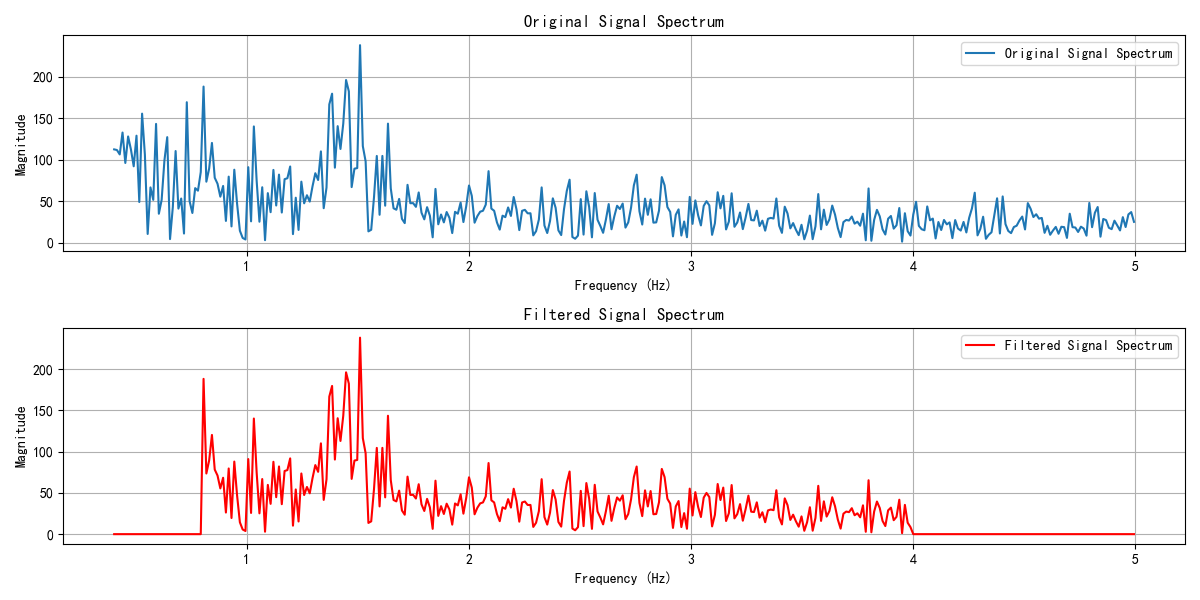 Original Signal Spectrum
Original Signal Spectrum
Magnitude
200
150
100
50
0
1
2
3
4
5
Frequency (Hz)
Filtered Signal Spectrum
Filtered Signal Spectrum
Magnitude
200
150
100
50
0
1
2
3
4
5
Frequency (Hz)